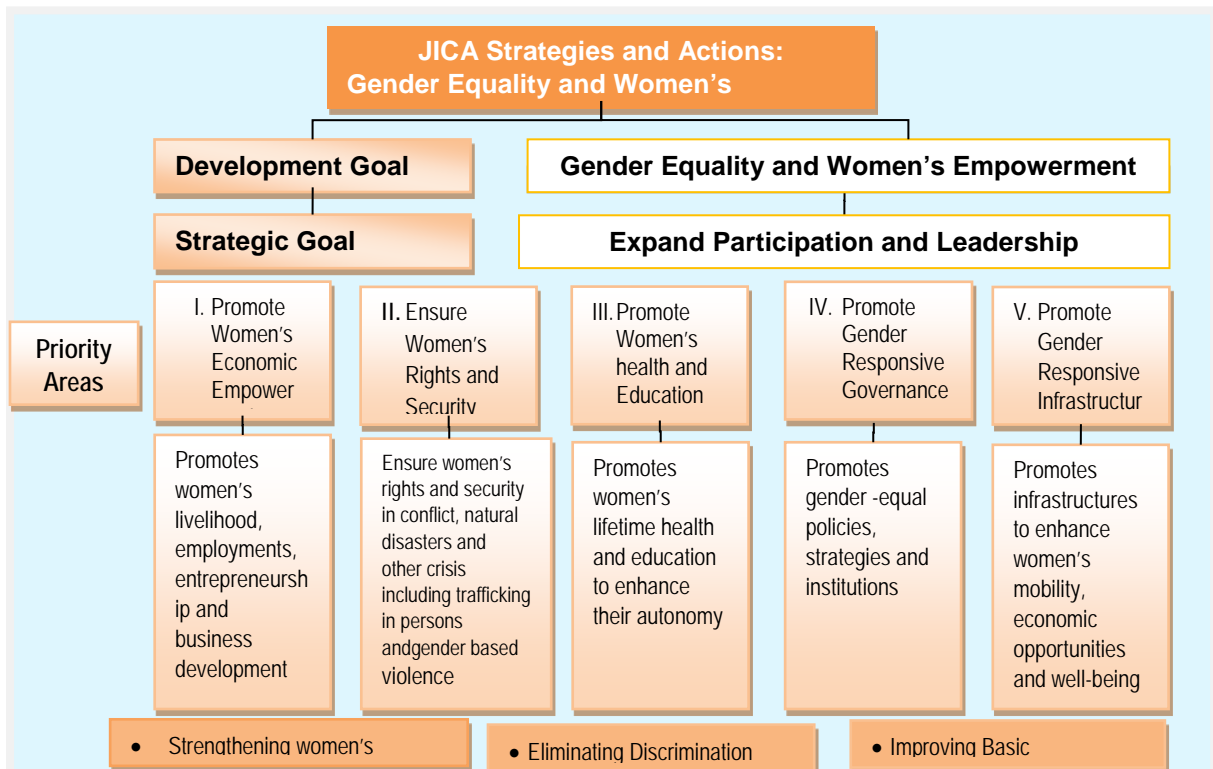 JICA Strategies and Actions:
Gender Equality and Women's
Development Goal
Gender Equality and Women's Empowerment
Strategic Goal
Expand Participation and Leadership
Priority
Areas
I. Promote
Women's
Economic
Empower
II. Ensure
Women's
Rights and
Security
III. Promote
Women's
health and
Education
IV. Promote
Gender
Responsive
Governance
V. Promote
Gender
Responsive
Infrastructur
Promotes
women's
livelihood,
employments,
entrepreneursh
ip and
business
development
Ensure women's
rights and security
in conflict, natural
disasters and
other crisis
including trafficking
in persons
andgender based
violence
Promotes
women's
lifetime health
and education
to enhance
their autonomy
Promotes
gender -equal
policies,
strategies and
institutions
Promotes
infrastructures
to enhance
women's
mobility,
economic
opportunities
and well-being
• Strengthening women's
• Eliminating Discrimination
• Improving Basic